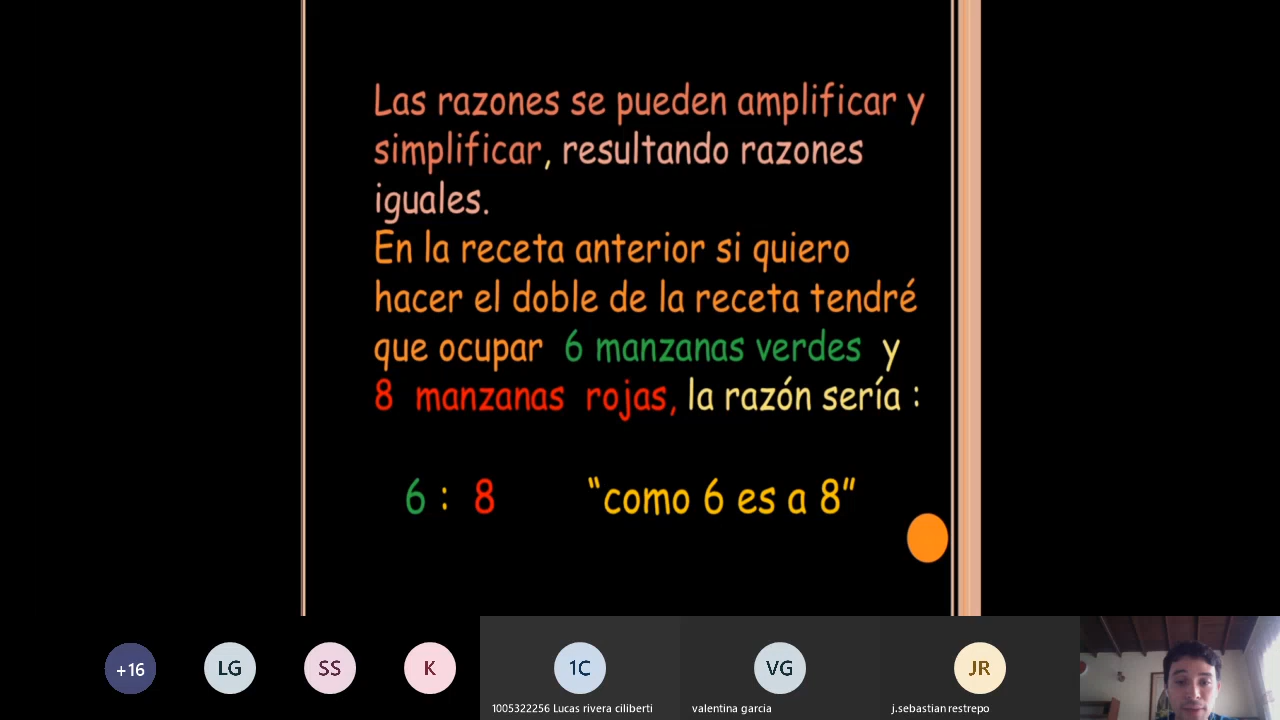 Las razones se pueden amplificar y
simplificar, resultando razones
iguales.
En la receta anterior si quiero
hacer el doble de la receta tendré
que ocupar 6 manzanas verdes y
8 manzanas rojas, la razón sería :
6 : 8 “como 6 es a 8”
+16 LG SS K 1C VG JR
1005322256 Lucas rivera ciliberti valentina garcia j.sebastian restrepo